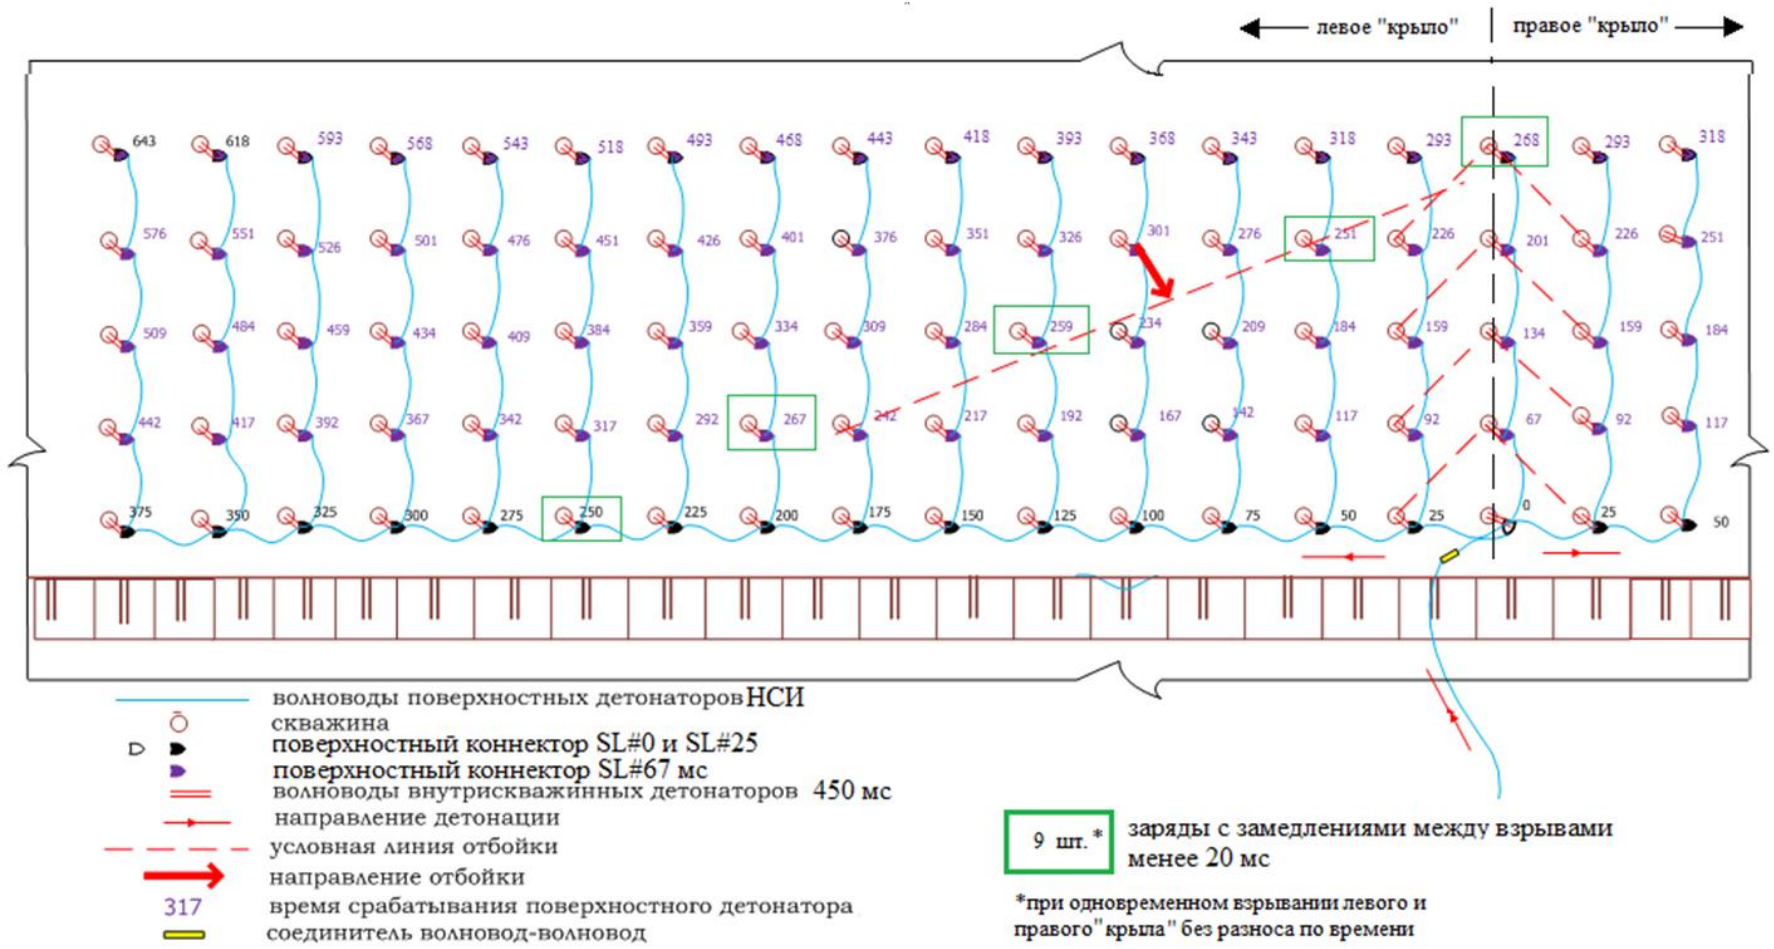 левое "крыло" правое "крыло"
643 618 593 568 543 518 493 468 443 418 393 368 343 318 293 268 293 318
576 551 526 501 476 451 426 401 376 351 326 301 276 251 226 201 226 251
509 484 459 434 409 384 359 334 309 284 259 234 209 184 159 134 159 184
442 417 392 367 342 317 292 267 242 217 192 167 142 117 92 67 92 117
375 350 325 300 275 250 225 200 175 150 125 100 75 50 25 0 25 50
волноводы поверхностных детонаторов НСИ
скважина
поверхностный коннектор SL#0 и SL#25
поверхностный коннектор SL#67 мс
волноводы внутрискважинных детонаторов 450 мс
направление детонации
условная линия отбойки
направление отбойки
317 время срабатывания поверхностного детонатора
соединитель волновод-волновод
9 шт.* заряды с замедлениями между взрывами
менее 20 мс
*при одновременном взрывании левого и
правого"крыла" без разноса по времени